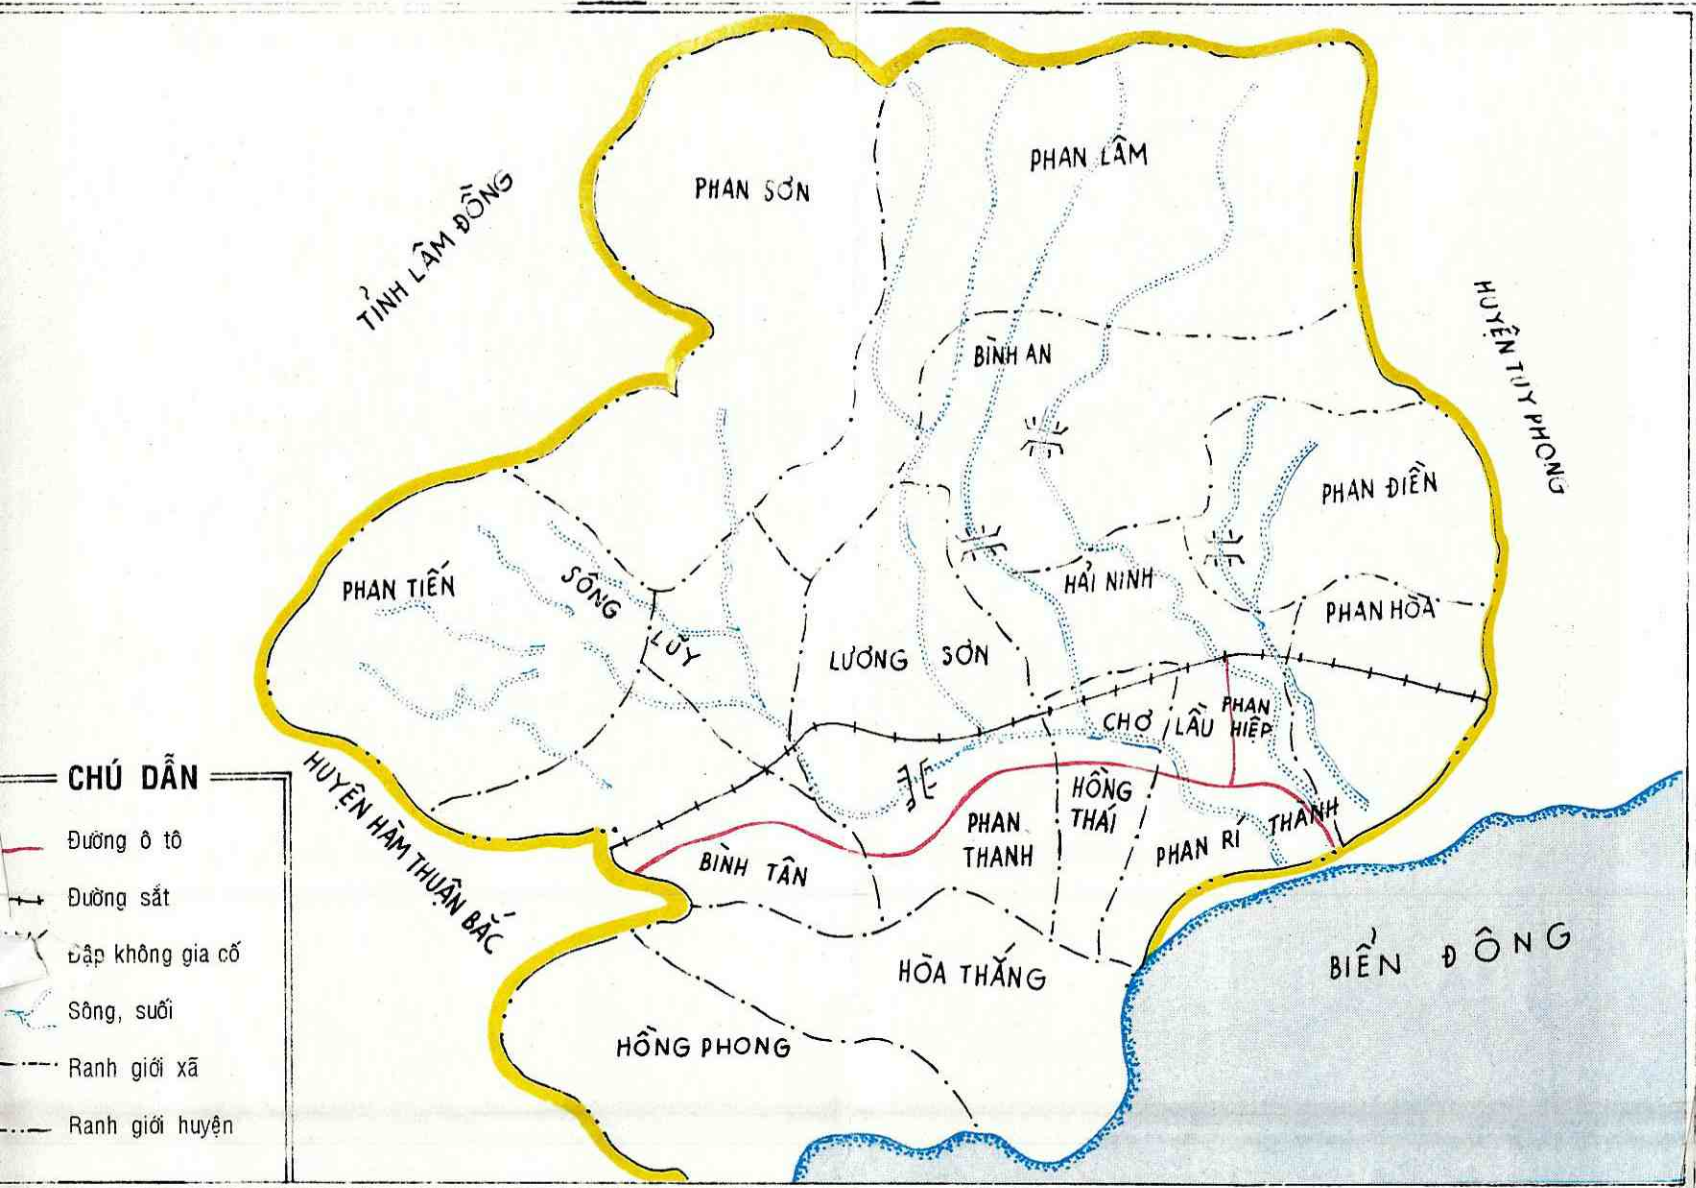 PHAN SƠN
PHAN LÂM
TỈNH LÂM ĐỒNG
HUYỆN TUY PHONG
BÌNH AN
PHAN ĐIỀN
PHAN TIẾN
SÔNG
LŨY
HẢI NINH
PHAN HÒA
LƯƠNG SƠN
CHỢ LẦU
PHAN
HIỆP
HUYỆN HÀM THUẬN BẮC
HỒNG
THÁI
PHAN
THANH
PHAN RÍ THÀNH
BÌNH TÂN
HÒA THẮNG
HỒNG PHONG
BIỂN ĐÔNG
CHÚ DẪN
Đường ô tô
Đường sắt
Đập không gia cố
Sông, suối
Ranh giới xã
Ranh giới huyện